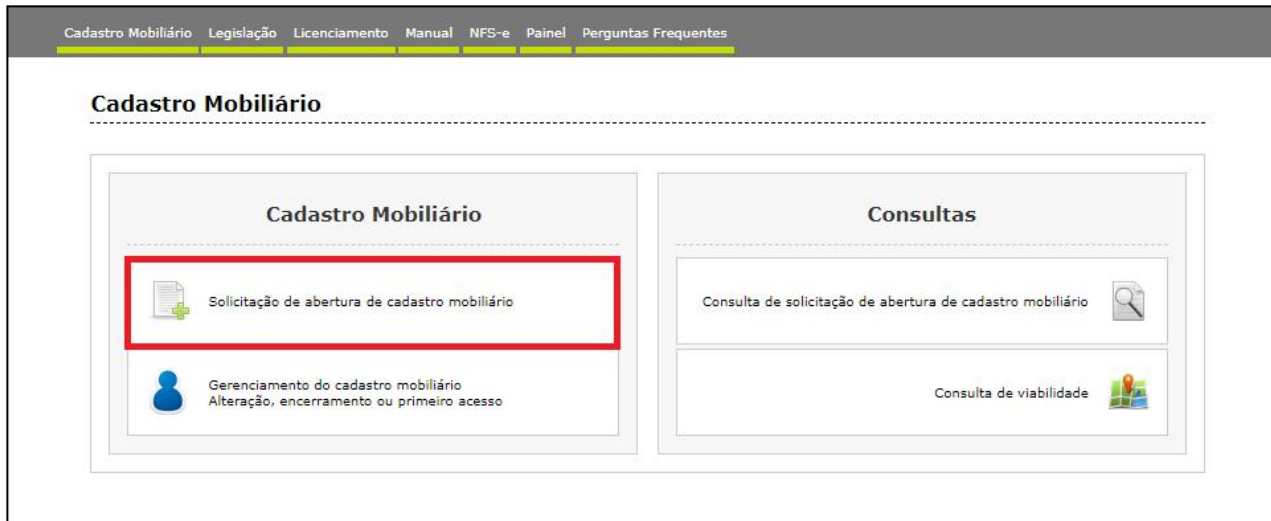 Cadastro Mobiliário Legislação Licenciamento Manual NFS-e Painel Perguntas Frequentes
Cadastro Mobiliário
Cadastro Mobiliário
Solicitação de abertura de cadastro mobiliário
Gerenciamento do cadastro mobiliário
Alteração, encerramento ou primeiro acesso
Consultas
Consulta de solicitação de abertura de cadastro mobiliário
Consulta de viabilidade